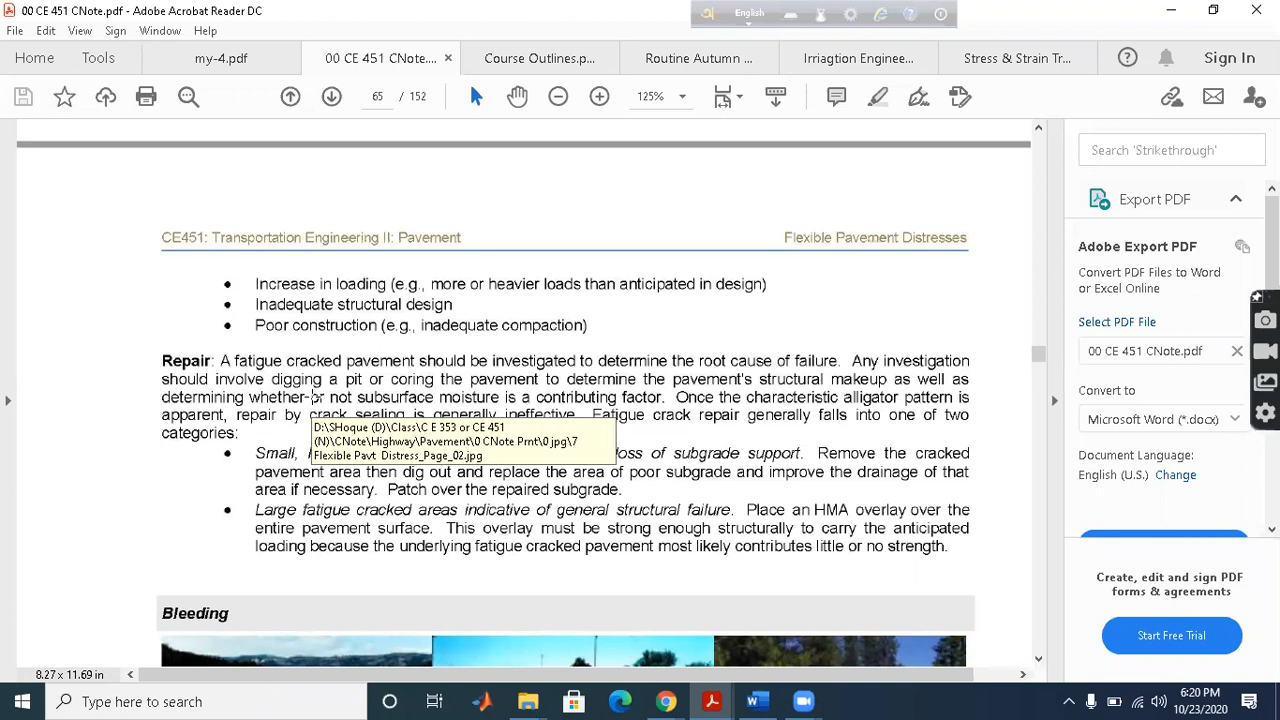 00 CE 451 CNote.pdf - Adobe Acrobat Reader DC
English
File Edit View Sign Window Help
Home Tools my-4.pdf 00 CE 451 CNote.... × Course Outlines.p... Routine Autumn ... Irriagtion Enginee... Stress & Strain Tr... Sign In
65 / 152 125%
CE451: Transportation Engineering II: Pavement Flexible Pavement Distresses
• Increase in loading (e.g., more or heavier loads than anticipated in design)
• Inadequate structural design
• Poor construction (e.g., inadequate compaction)
Repair: A fatigue cracked pavement should be investigated to determine the root cause of failure. Any investigation
should involve digging a pit or coring the pavement to determine the pavement's structural makeup as well as
determining whether or not subsurface moisture is a contributing factor. Once the characteristic alligator pattern is
apparent, repair by crack sealing is generally ineffective. Fatigue crack repair generally falls into one of two
categories:
D:\SHoque (D)\Class\C E 353 or CE 451
(N)\CNote\Highway\Pavement\0 CNote Prnt\0 jpg\7
Flexible Pavt Distress_Page_02.jpg
• Small, loss of subgrade support. Remove the cracked
pavement area then dig out and replace the area of poor subgrade and improve the drainage of that
area if necessary. Patch over the repaired subgrade.
• Large fatigue cracked areas indicative of general structural failure. Place an HMA overlay over the
entire pavement surface. This overlay must be strong enough structurally to carry the anticipated
loading because the underlying fatigue cracked pavement most likely contributes little or no strength.
Bleeding
8.27 x 11.69 in
Search 'Strikethrough'
Export PDF
Adobe Export PDF
Convert PDF Files to Word
or Excel Online
Select PDF File
00 CE 451 CNote.pdf
Convert to
Microsoft Word (*.docx)
Document Language:
English (U.S.) Change
Create, edit and sign PDF
forms & agreements
Start Free Trial
Type here to search
6:20 PM
10/23/2020